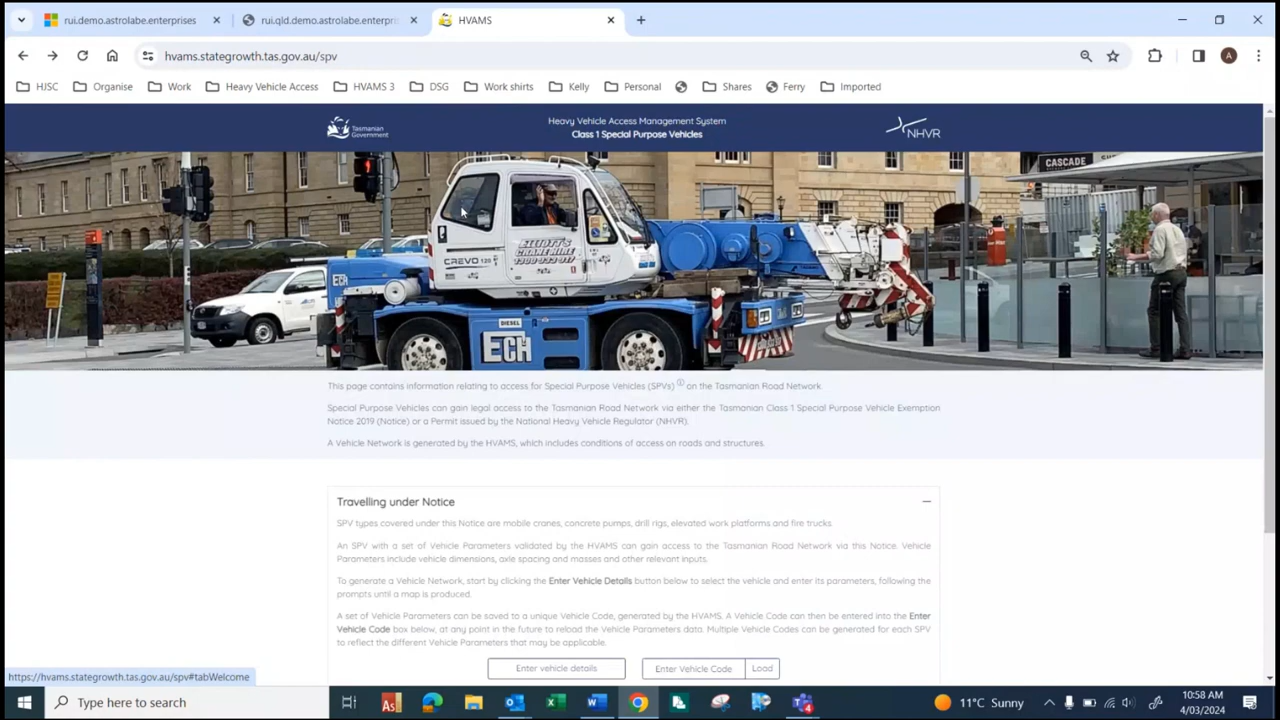 rui.demo.astrolabe.enterprises
rui.qld.demo.astrolabe.enterpri
HVAMS
hvams.stategrowth.tas.gov.au/spv
A
HJSC
Organise
Work
Heavy Vehicle Access
HVAMS 3
DSG
Work shirts
Kelly
Personal
Shares
Ferry
Imported
Tasmanian
Government
Heavy Vehicle Access Management System
Class 1 Special Purpose Vehicles
NHVR
CASCADE
ECH
CREVO 120
ELLIOTT'S
CRANE HIRE
DIESEL
ECH
This page contains information relating to access for Special Purpose Vehicles (SPVs) on the Tasmanian Road Network.
Special Purpose Vehicles can gain legal access to the Tasmanian Road Network via either the Tasmanian Class 1 Special Purpose Vehicle Exemption
Notice 2019 (Notice) or a Permit issued by the National Heavy Vehicle Regulator (NHVR).
A Vehicle Network is generated by the HVAMS, which includes conditions of access on roads and structures.
Travelling under Notice
SPV types covered under this Notice are mobile cranes, concrete pumps, drill rigs, elevated work platforms and fire trucks.
An SPV with a set of Vehicle Parameters validated by the HVAMS can gain access to the Tasmanian Road Network via this Notice. Vehicle
Parameters include vehicle dimensions, axle spacing and masses and other relevant inputs.
To generate a Vehicle Network, start by clicking the Enter Vehicle Details button below to select the vehicle and enter its parameters, following the
prompts until a map is produced.
A set of Vehicle Parameters can be saved to a unique Vehicle Code, generated by the HVAMS. A Vehicle Code can then be entered into the Enter
Vehicle Code box below, at any point in the future to reload the Vehicle Parameters data. Multiple Vehicle Codes can be generated for each SPV
to reflect the different Vehicle Parameters that may be applicable.
Enter vehicle details
Enter Vehicle Code
Load
https://hvams.stategrowth.tas.gov.au/spv#tabWelcome
Type here to search
11°C Sunny
10:58 AM
4/03/2024